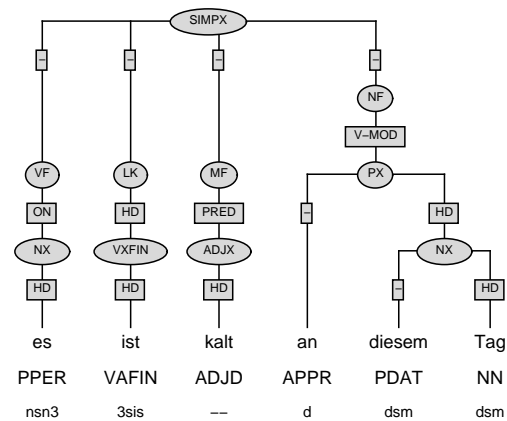 SIMPX
– – – –
NF
V–MOD
VF LK MF PX
ON HD PRED – HD
NX VXFIN ADJX NX
HD HD HD – HD
es ist kalt an diesem Tag
PPER VAFIN ADJD APPR PDAT NN
nsn3 3sis –– d dsm dsm